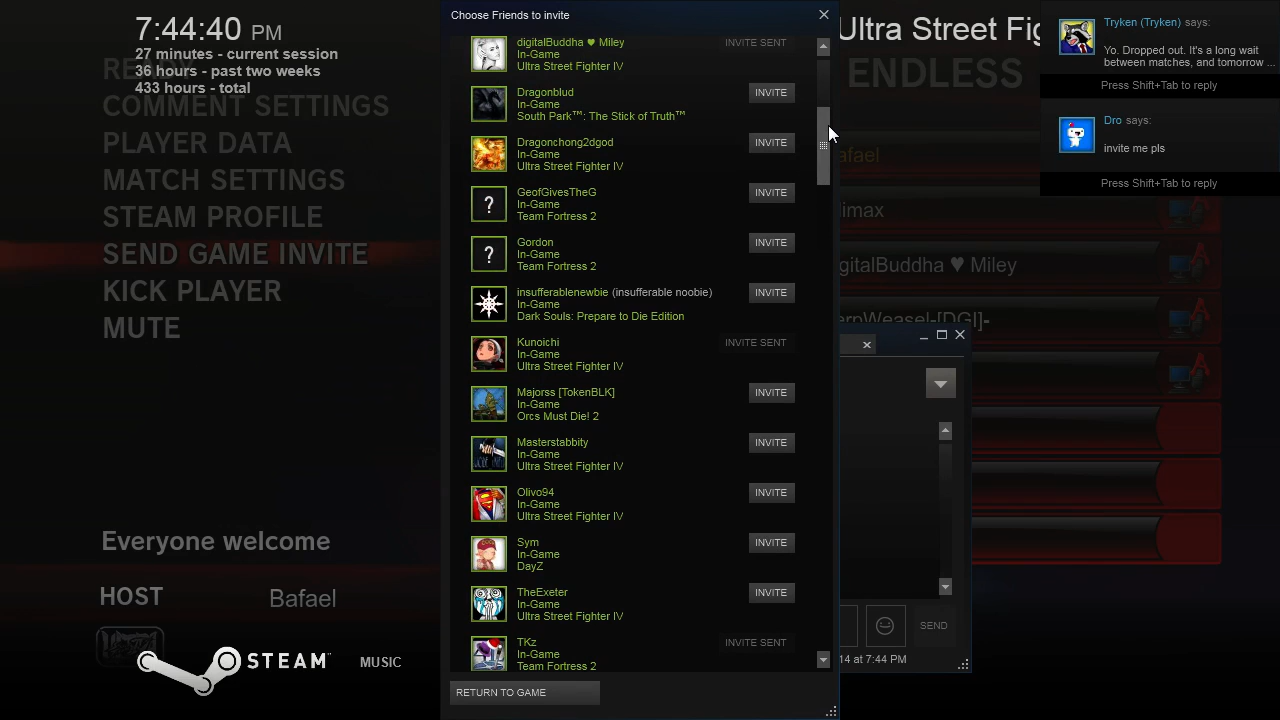 7:44:40 PM
27 minutes - current session
36 hours - past two weeks
433 hours - total
COMMENT SETTINGS
PLAYER DATA
MATCH SETTINGS
STEAM PROFILE
SEND GAME INVITE
KICK PLAYER
MUTE
Everyone welcome
HOST Bafael
STEAM™ MUSIC
Choose Friends to invite
digitalBuddha ♥ Miley
In-Game
Ultra Street Fighter IV
INVITE SENT
Dragonblud
In-Game
South Park™: The Stick of Truth™
INVITE
Dragonchong2dgod
In-Game
Ultra Street Fighter IV
INVITE
GeofGivesTheG
In-Game
Team Fortress 2
INVITE
Gordon
In-Game
Team Fortress 2
INVITE
insufferablenewbie (insufferable noobie)
In-Game
Dark Souls: Prepare to Die Edition
INVITE
Kunoichi
In-Game
Ultra Street Fighter IV
INVITE SENT
Majorss [TokenBLK]
In-Game
Orcs Must Die! 2
INVITE
Masterstabbity
In-Game
Ultra Street Fighter IV
INVITE
Olivo94
In-Game
Ultra Street Fighter IV
INVITE
Sym
In-Game
DayZ
INVITE
TheExeter
In-Game
Ultra Street Fighter IV
INVITE
TKz
In-Game
Team Fortress 2
INVITE SENT
RETURN TO GAME
Ultra Street Fig
ENDLESS
afael
limax
gitalBuddha ♥ Miley
erpWeasel-[DGI]-
SEND
14 at 7:44 PM
Tryken (Tryken) says:
Yo. Dropped out. It's a long wait
between matches, and tomorrow ...
Press Shift+Tab to reply
Dro says:
invite me pls
Press Shift+Tab to reply